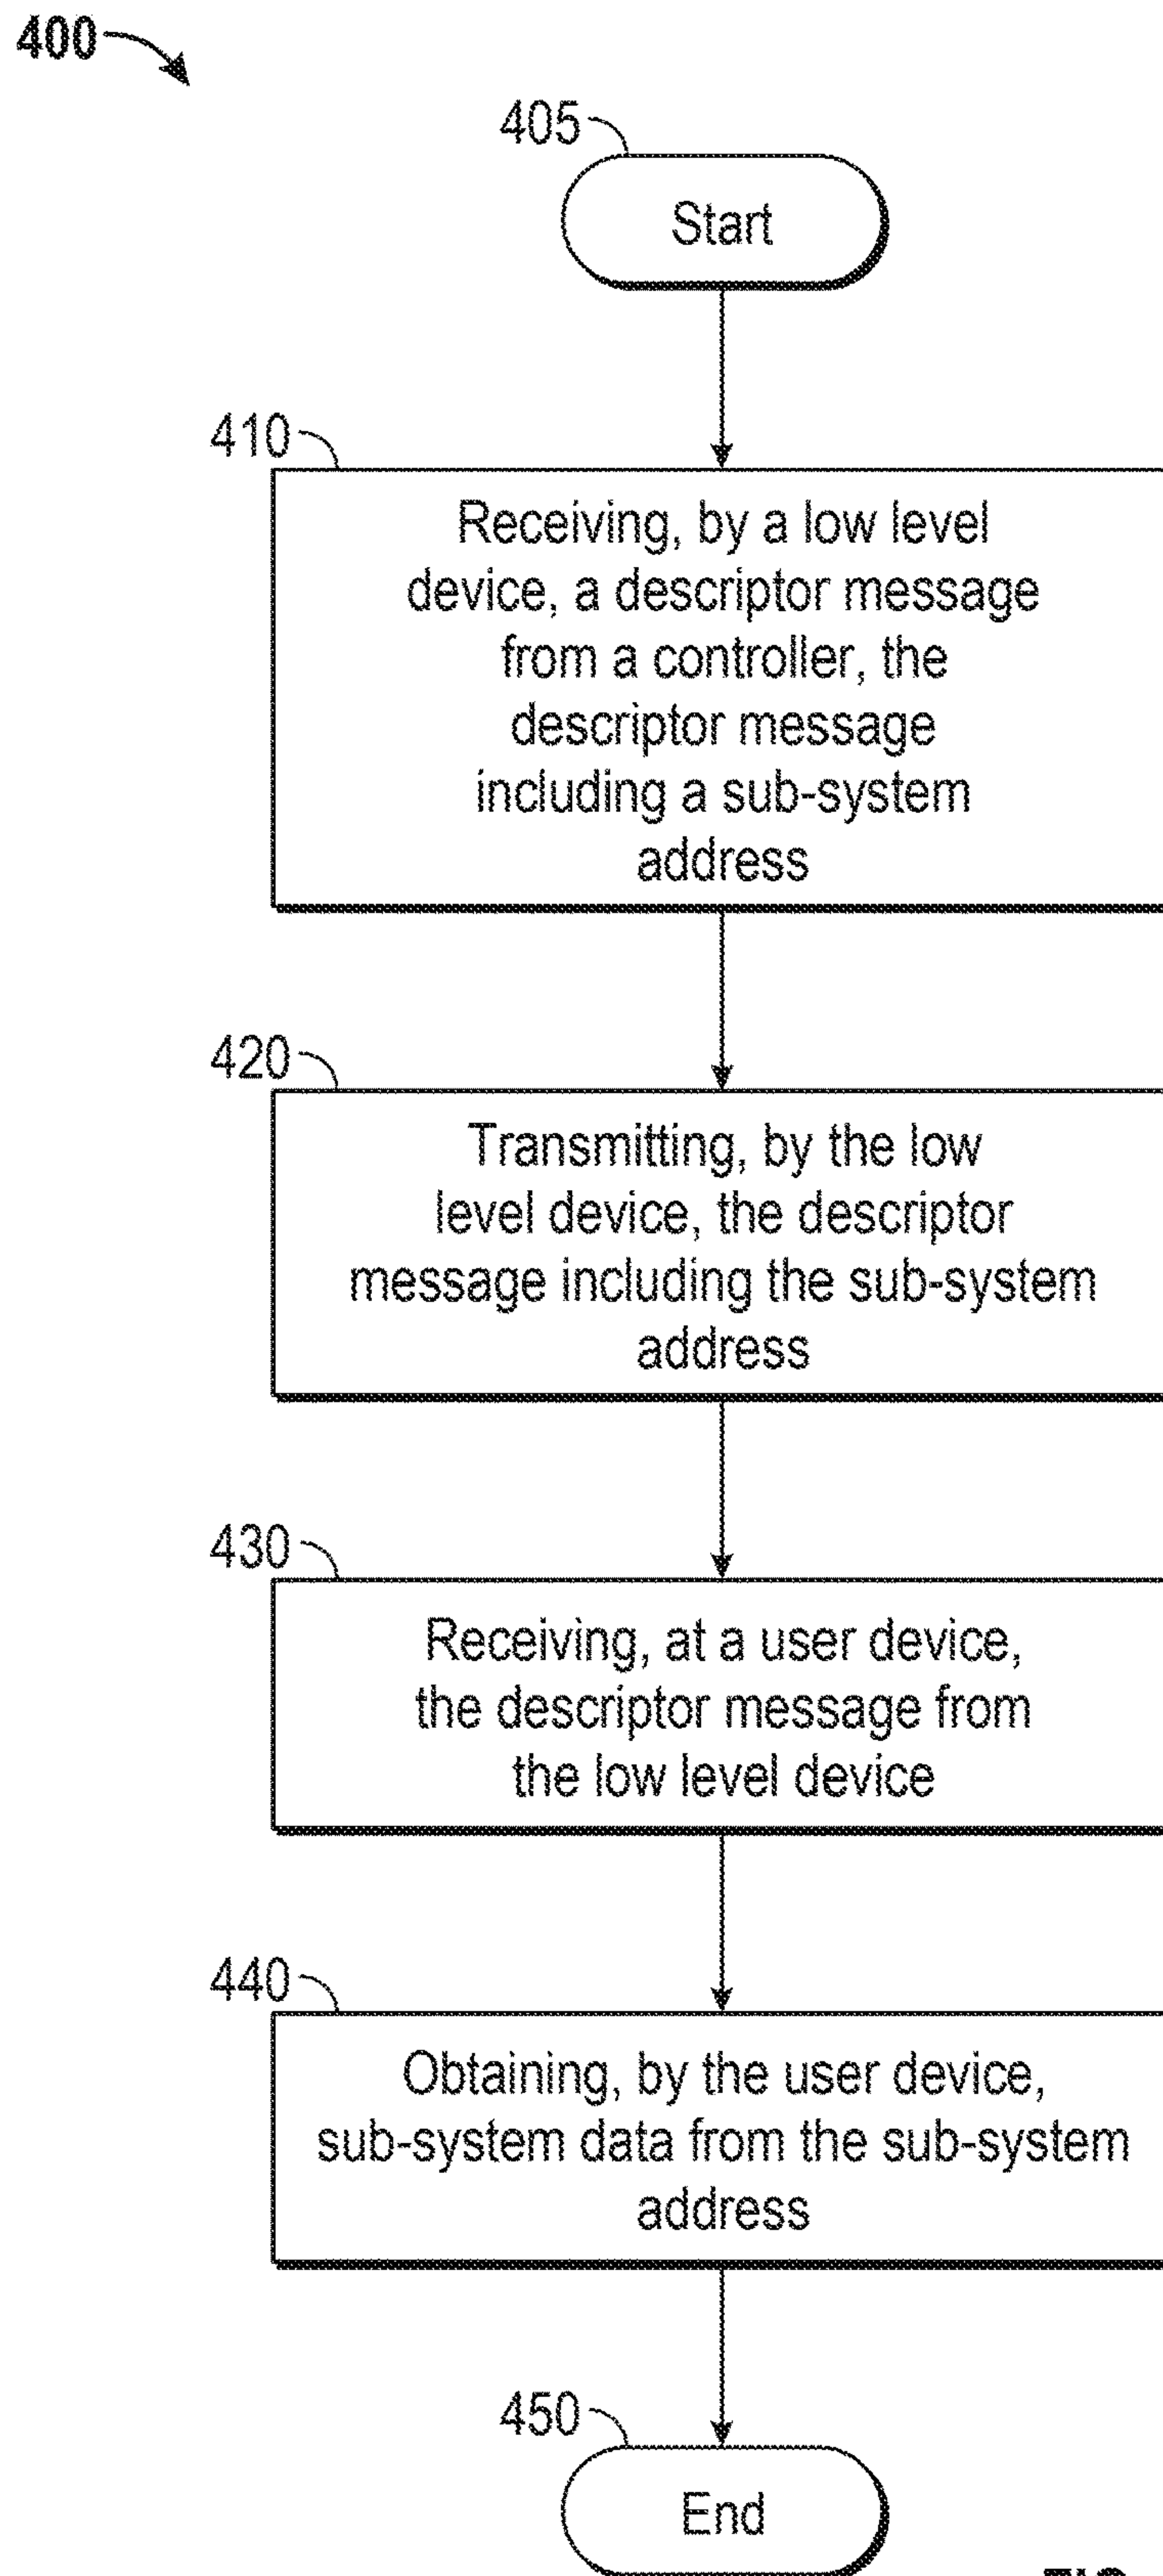 400
405
Start
410
Receiving, by a low level
device, a descriptor message
from a controller, the
descriptor message
including a sub-system
address
420
Transmitting, by the low
level device, the descriptor
message including the sub-system
address
430
Receiving, at a user device,
the descriptor message from
the low level device
440
Obtaining, by the user device,
sub-system data from the sub-system
address
450
End